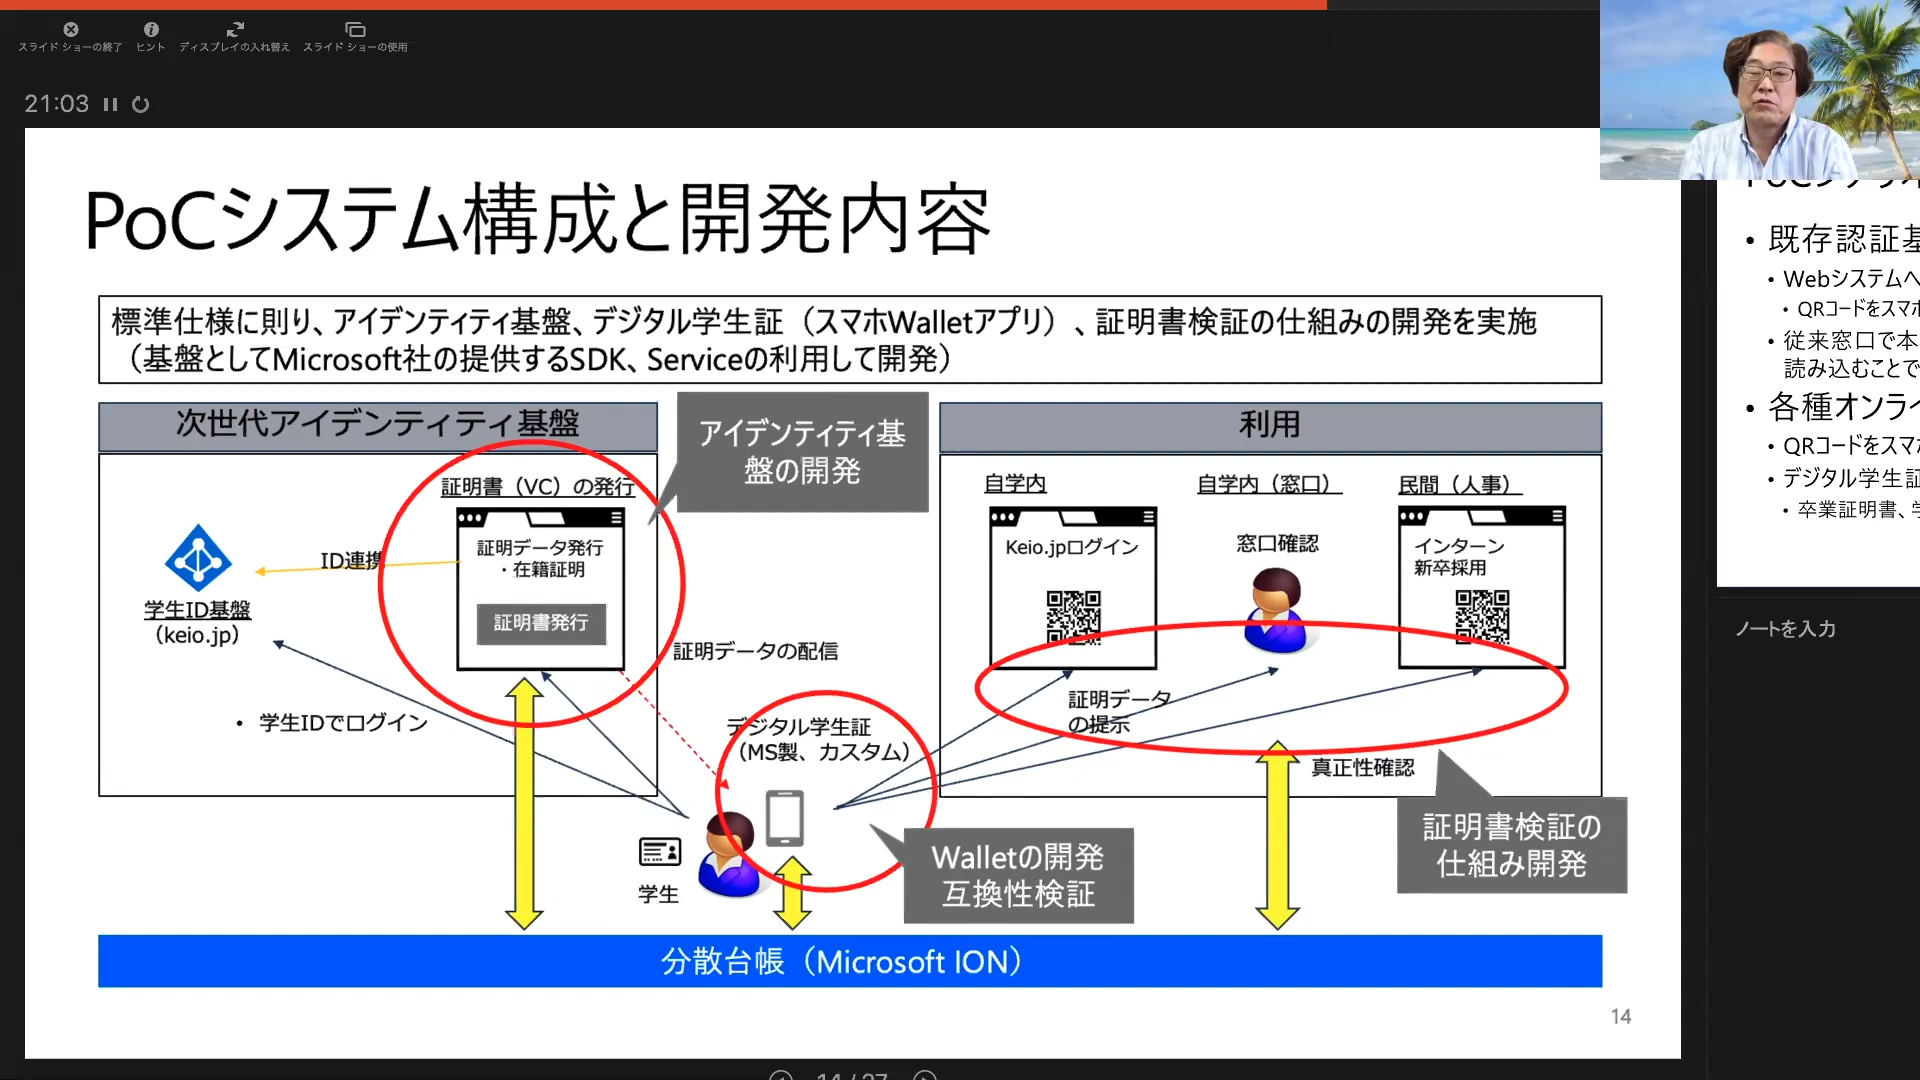 スライド ショーの終了
ヒント
ディスプレイの入れ替え
スライド ショーの使用
21:03
PoCシステム構成と開発内容
標準仕様に則り、アイデンティティ基盤、デジタル学生証（スマホWalletアプリ）、証明書検証の仕組みの開発を実施
（基盤としてMicrosoft社の提供するSDK、Serviceの利用して開発）
次世代アイデンティティ基盤
アイデンティティ基
盤の開発
利用
証明書（VC）の発行
証明データ発行
・在籍証明
証明書発行
ID連携
学生ID基盤
（keio.jp）
• 学生IDでログイン
証明データの配信
デジタル学生証
（MS製、カスタム）
学生
Walletの開発
互換性検証
自学内
Keio.jpログイン
自学内（窓口）
窓口確認
民間（人事）
インターン
新卒採用
証明データ
の提示
真正性確認
証明書検証の
仕組み開発
分散台帳（Microsoft ION）
14
• 既存認証基
• Webシステムへ
• QRコードをスマホ
• 従来窓口で本
読み込むことで
• 各種オンライ
• QRコードをスマホ
• デジタル学生証
• 卒業証明書、学
ノートを入力
14 / 27